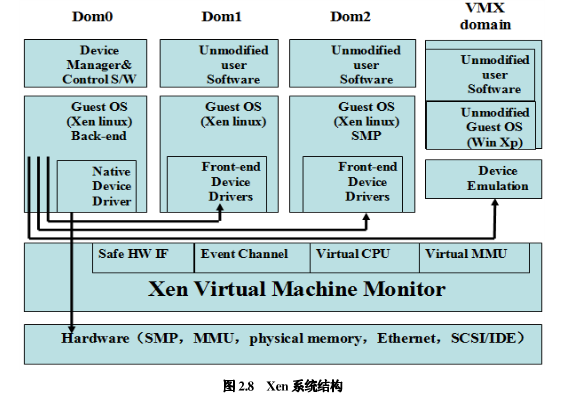 Dom0
Dom1
Dom2
VMX
domain
Device
Manager&
Control S/W
Unmodified
user
Software
Unmodified
user
Software
Unmodified
user
Software
Guest OS
(Xen linux)
Back-end
Guest OS
(Xen linux)
Guest OS
(Xen linux)
SMP
Unmodified
Guest OS
(Win Xp)
Native
Device
Driver
Front-end
Device
Drivers
Front-end
Device
Drivers
Device
Emulation
Safe HW IF
Event Channel
Virtual CPU
Virtual MMU
Xen Virtual Machine Monitor
Hardware（SMP，MMU，physical memory，Ethernet，SCSI/IDE）
图 2.8 Xen 系统结构